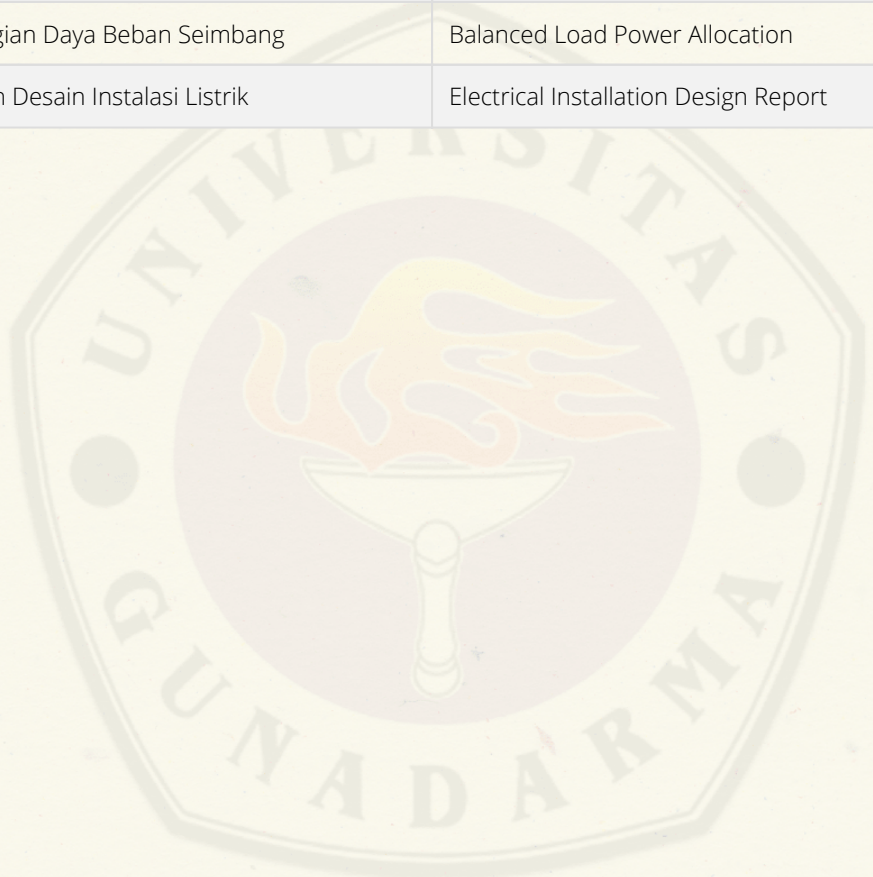 gian Daya Beban Seimbang Balanced Load Power Allocation
n Desain Instalasi Listrik Electrical Installation Design Report
UNIVERSITAS
GUNADARMA